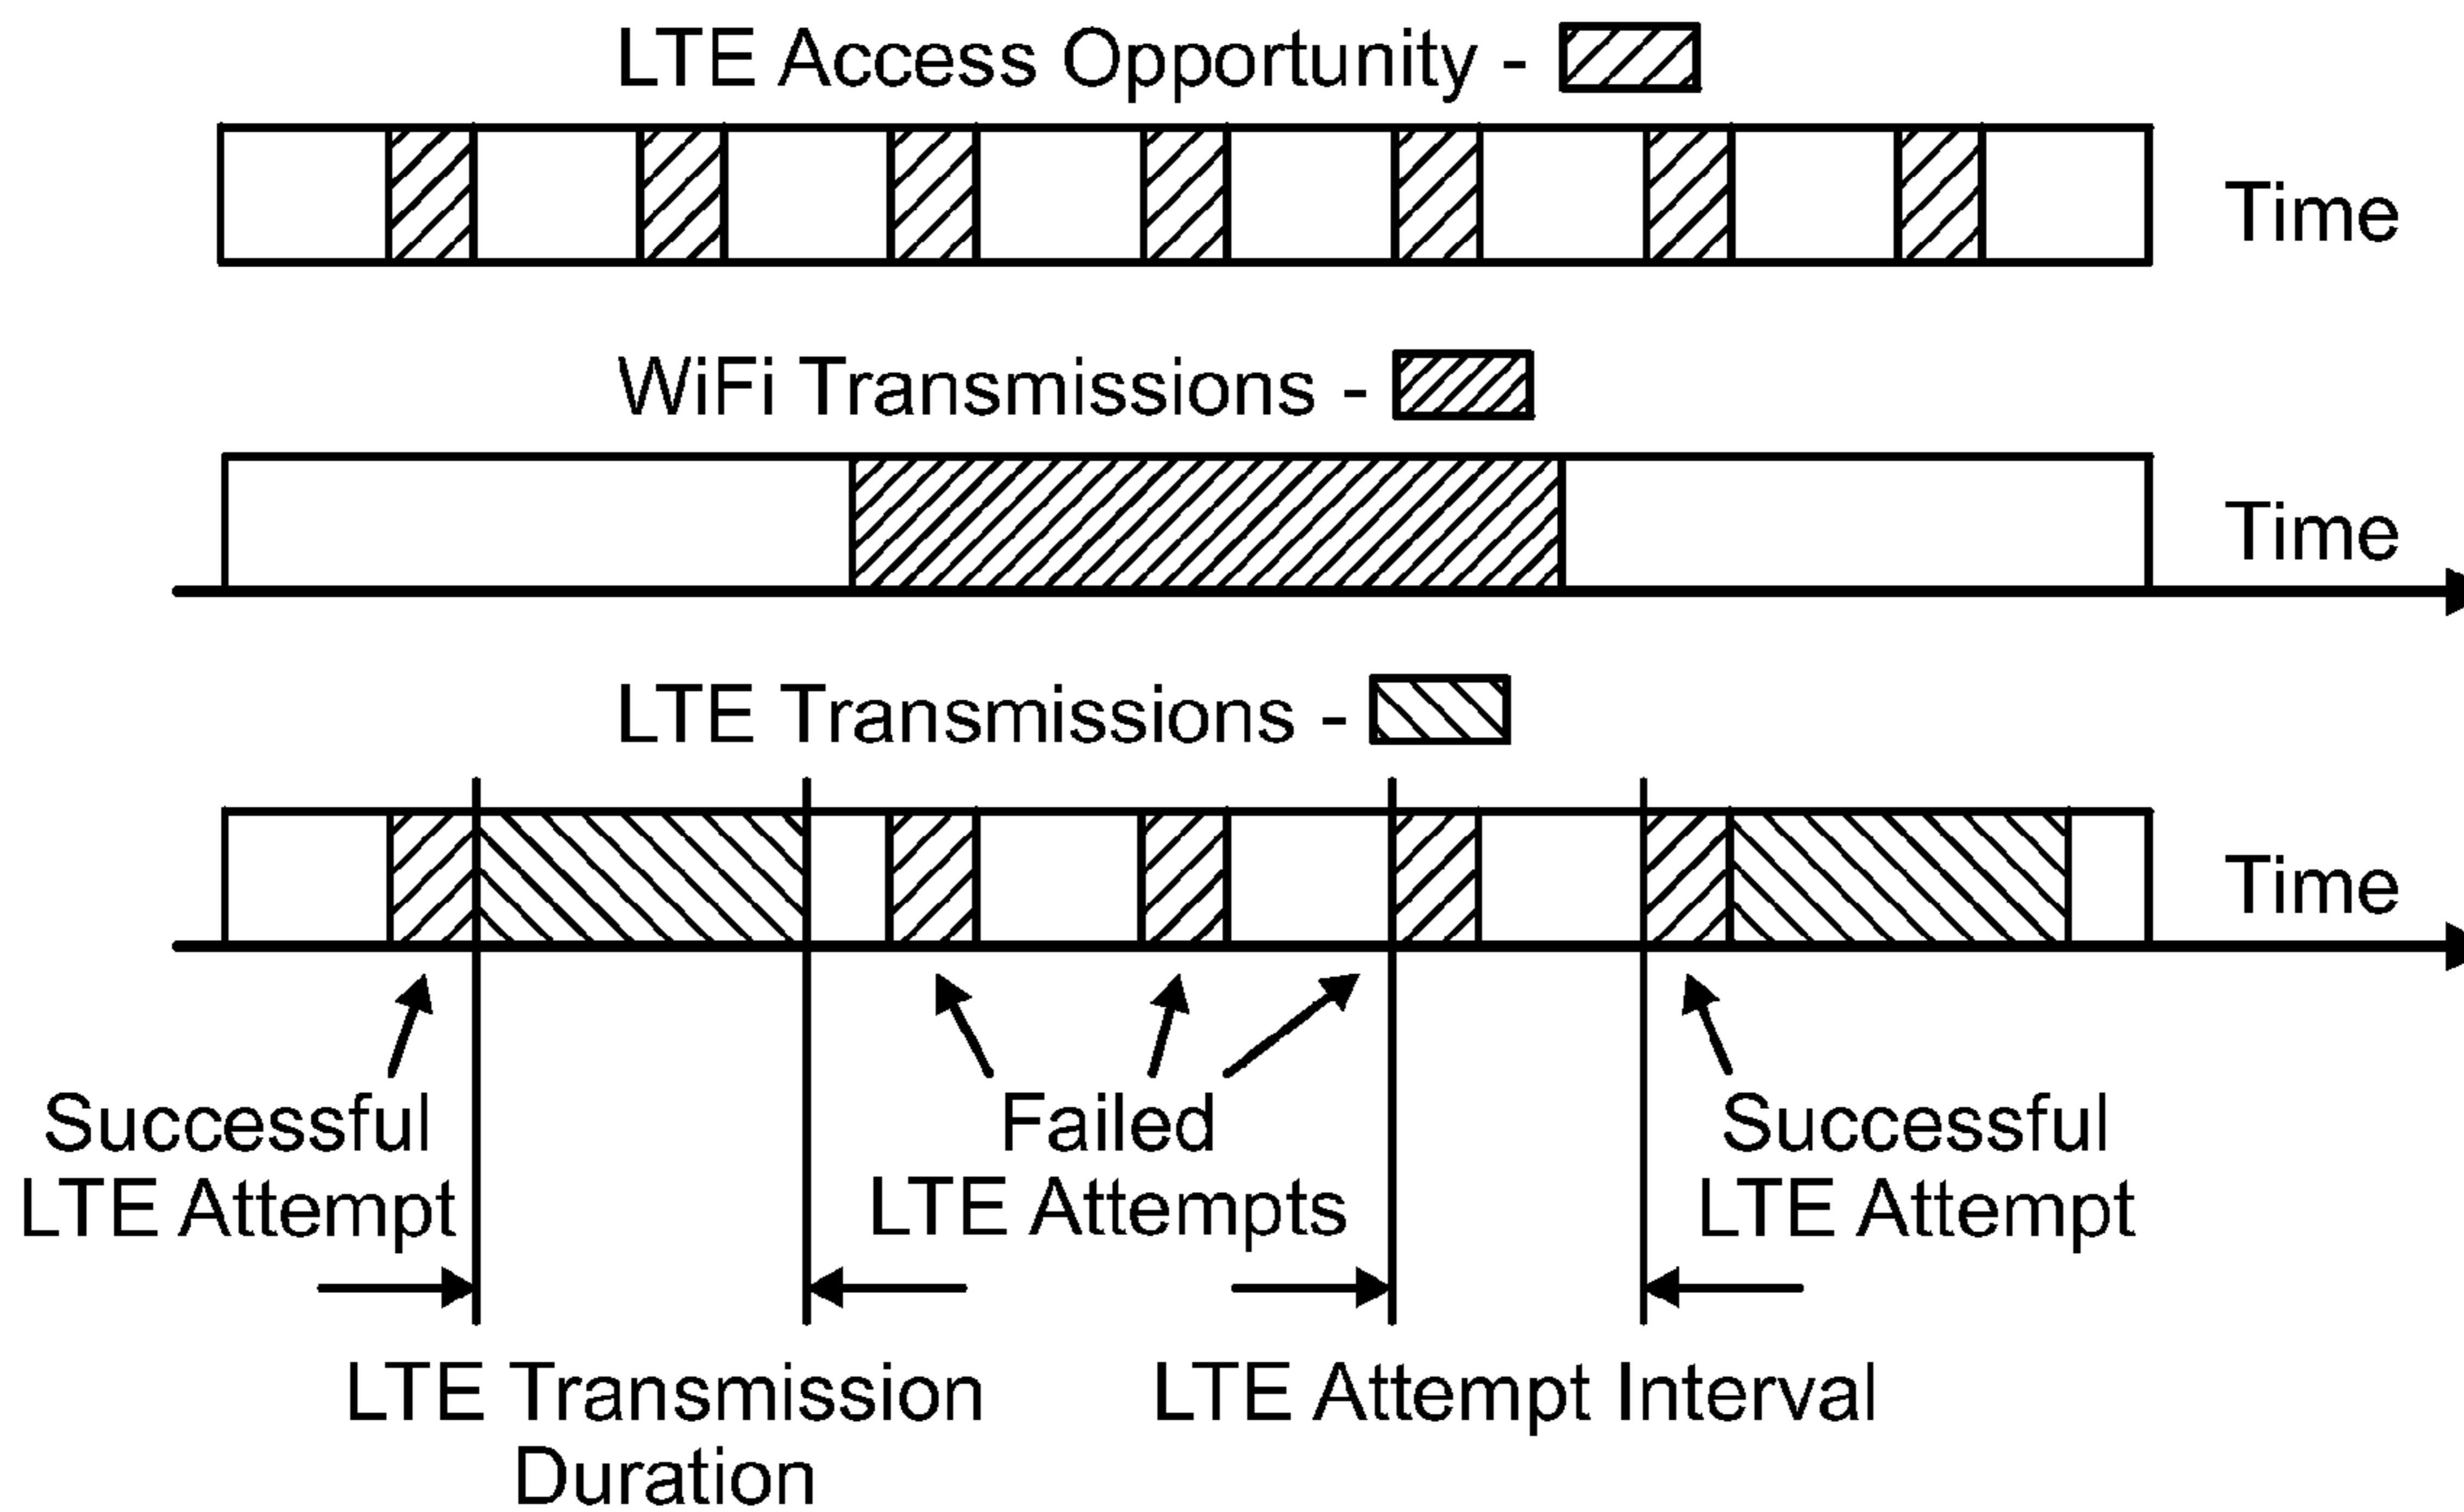 LTE Access Opportunity -
Time
WiFi Transmissions -
Time
LTE Transmissions -
Time
Successful
LTE Attempt
Failed
LTE Attempts
Successful
LTE Attempt
LTE Transmission
Duration
LTE Attempt Interval